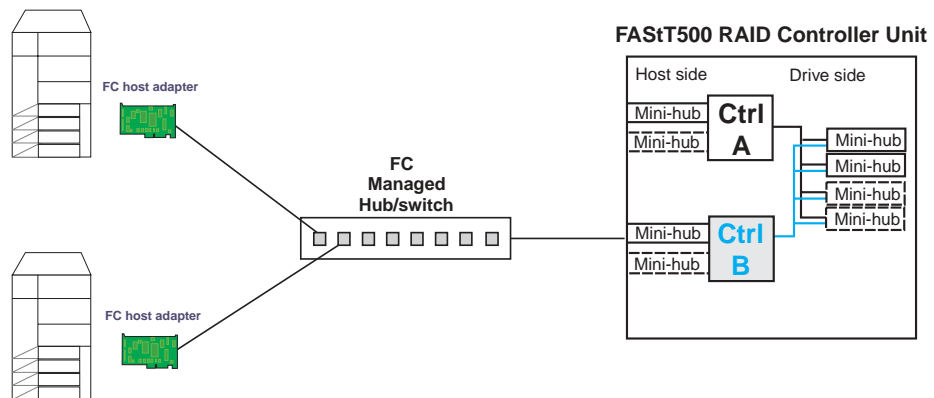 FAStT500 RAID Controller Unit
FC host adapter
FC
Managed
Hub/switch
FC host adapter
Host side
Drive side
Mini-hub
Mini-hub
Ctrl
A
Mini-hub
Mini-hub
Mini-hub
Mini-hub
Mini-hub
Mini-hub
Ctrl
B